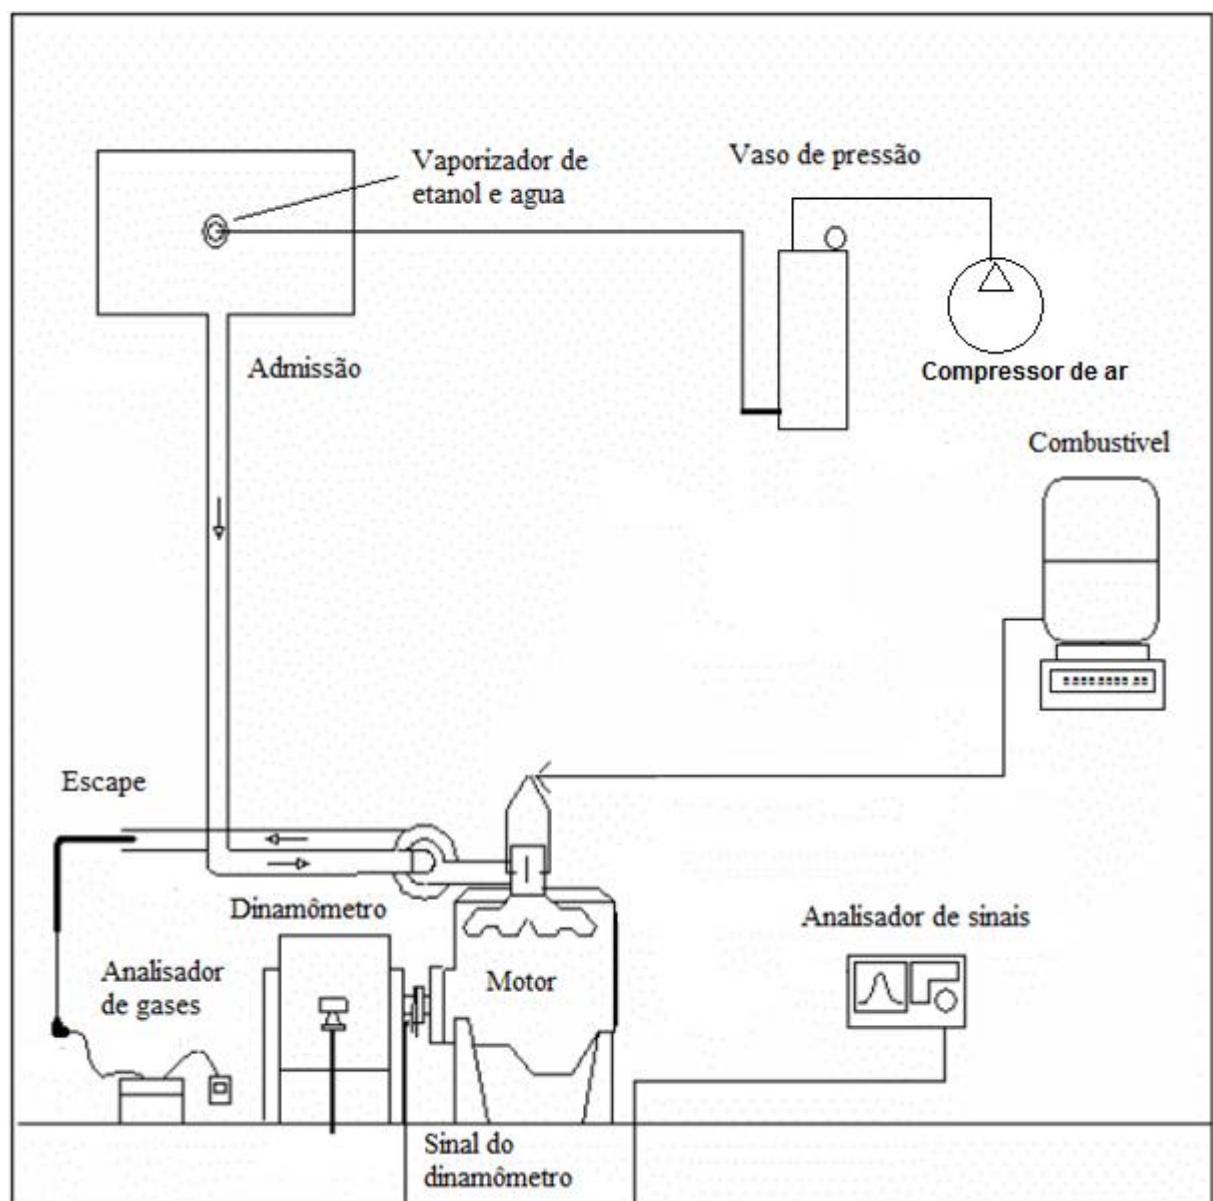 Vaporizador de
etanol e agua
Vaso de pressão
Admissão
Compressor de ar
Combustível
Escape
Dinamômetro
Analisador de sinais
Analisador
de gases
Motor
Sinal do
dinamômetro